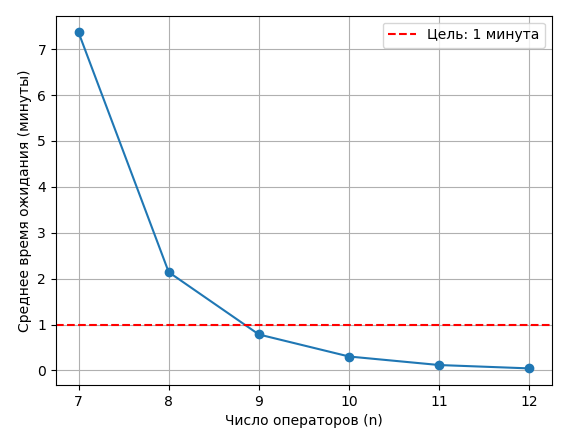 Цель: 1 минута
Среднее время ожидания (минуты)
7
6
5
4
3
2
1
0
7 8 9 10 11 12
Число операторов (n)